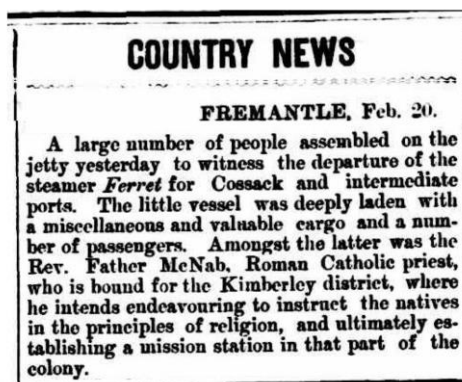 COUNTRY NEWS
FREMANTLE, Feb. 20.
A large number of people assembled on the
jetty yesterday to witness the departure of the
steamer Ferret for Cossack and intermediate
ports. The little vessel was deeply laden with
a miscellaneous and valuable cargo and a num-
ber of passengers. Amongst the latter was the
Rev. Father McNab, Roman Catholic priest,
who is bound for the Kimberley district, where
he intends endeavouring to instruct the natives
in the principles of religion, and ultimately es-
tablishing a mission station in that part of the
colony.